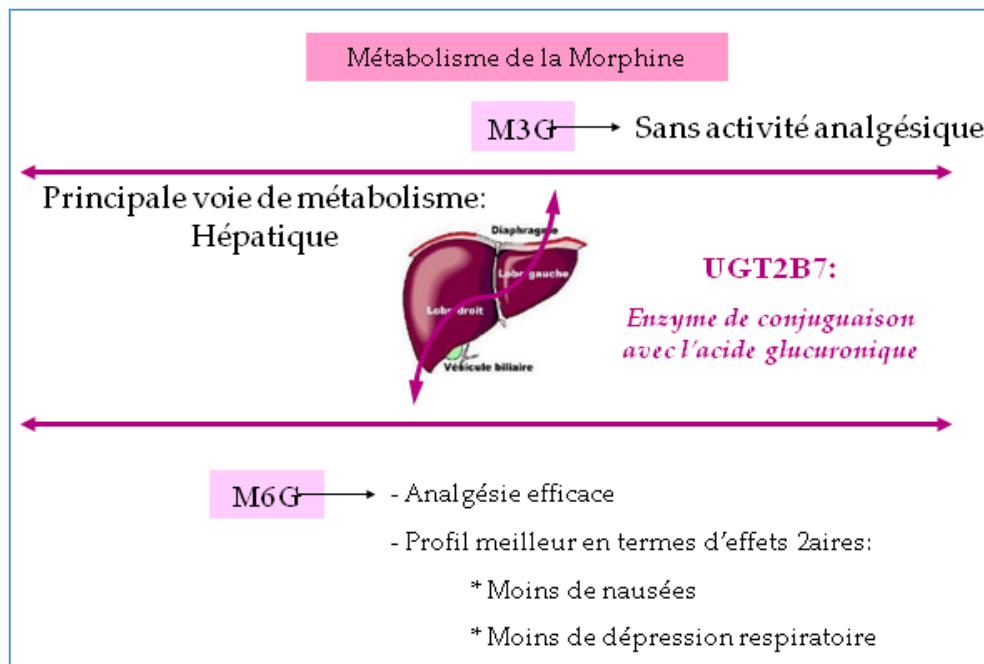 Métabolisme de la Morphine
M3G
Sans activité analgésique
Principale voie de métabolisme:
Hépatique
Diaphragme
Lobe gauche
Lobe droit
Vésicule biliaire
UGT2B7:
Enzyme de conjuguaison
avec l'acide glucuronique
M6G
- Analgésie efficace
- Profil meilleur en termes d'effets 2aires:
* Moins de nausées
* Moins de dépression respiratoire